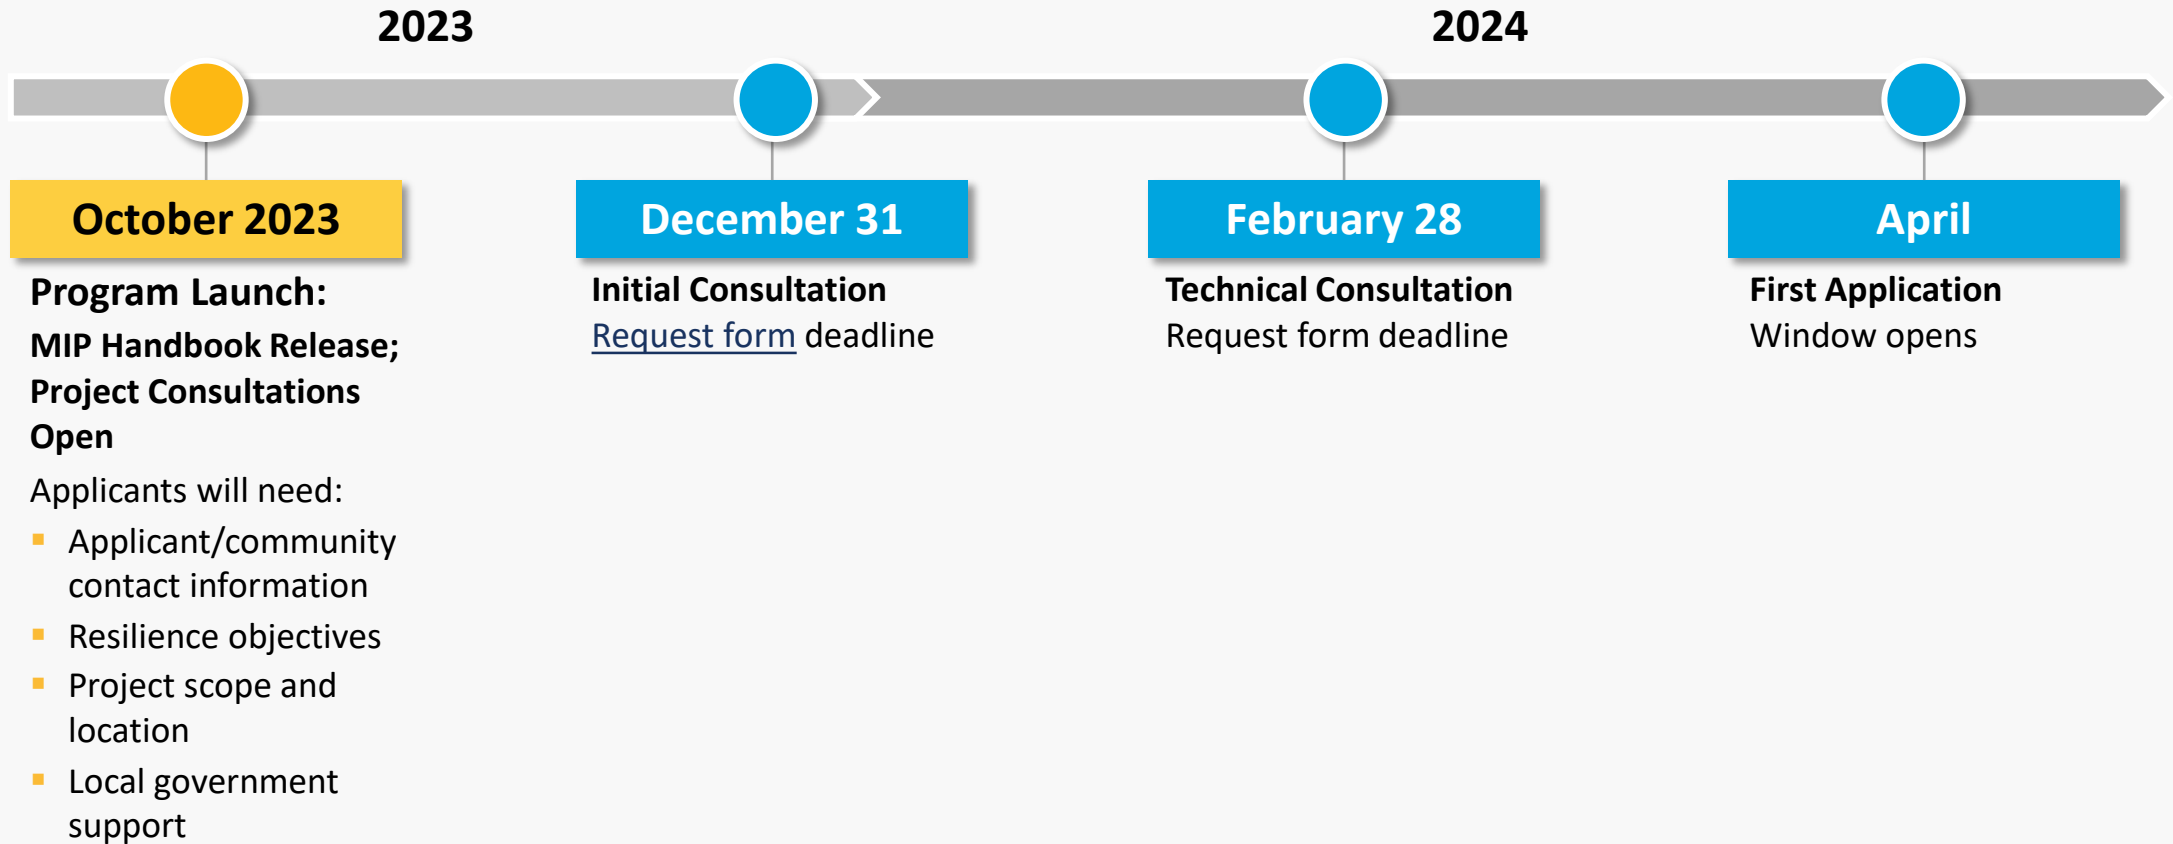 2023
2024
October 2023
Program Launch:
MIP Handbook Release;
Project Consultations
Open
Applicants will need:
▪ Applicant/community
contact information
▪ Resilience objectives
▪ Project scope and
location
▪ Local government
support
December 31
Initial Consultation
Request form deadline
February 28
Technical Consultation
Request form deadline
April
First Application
Window opens